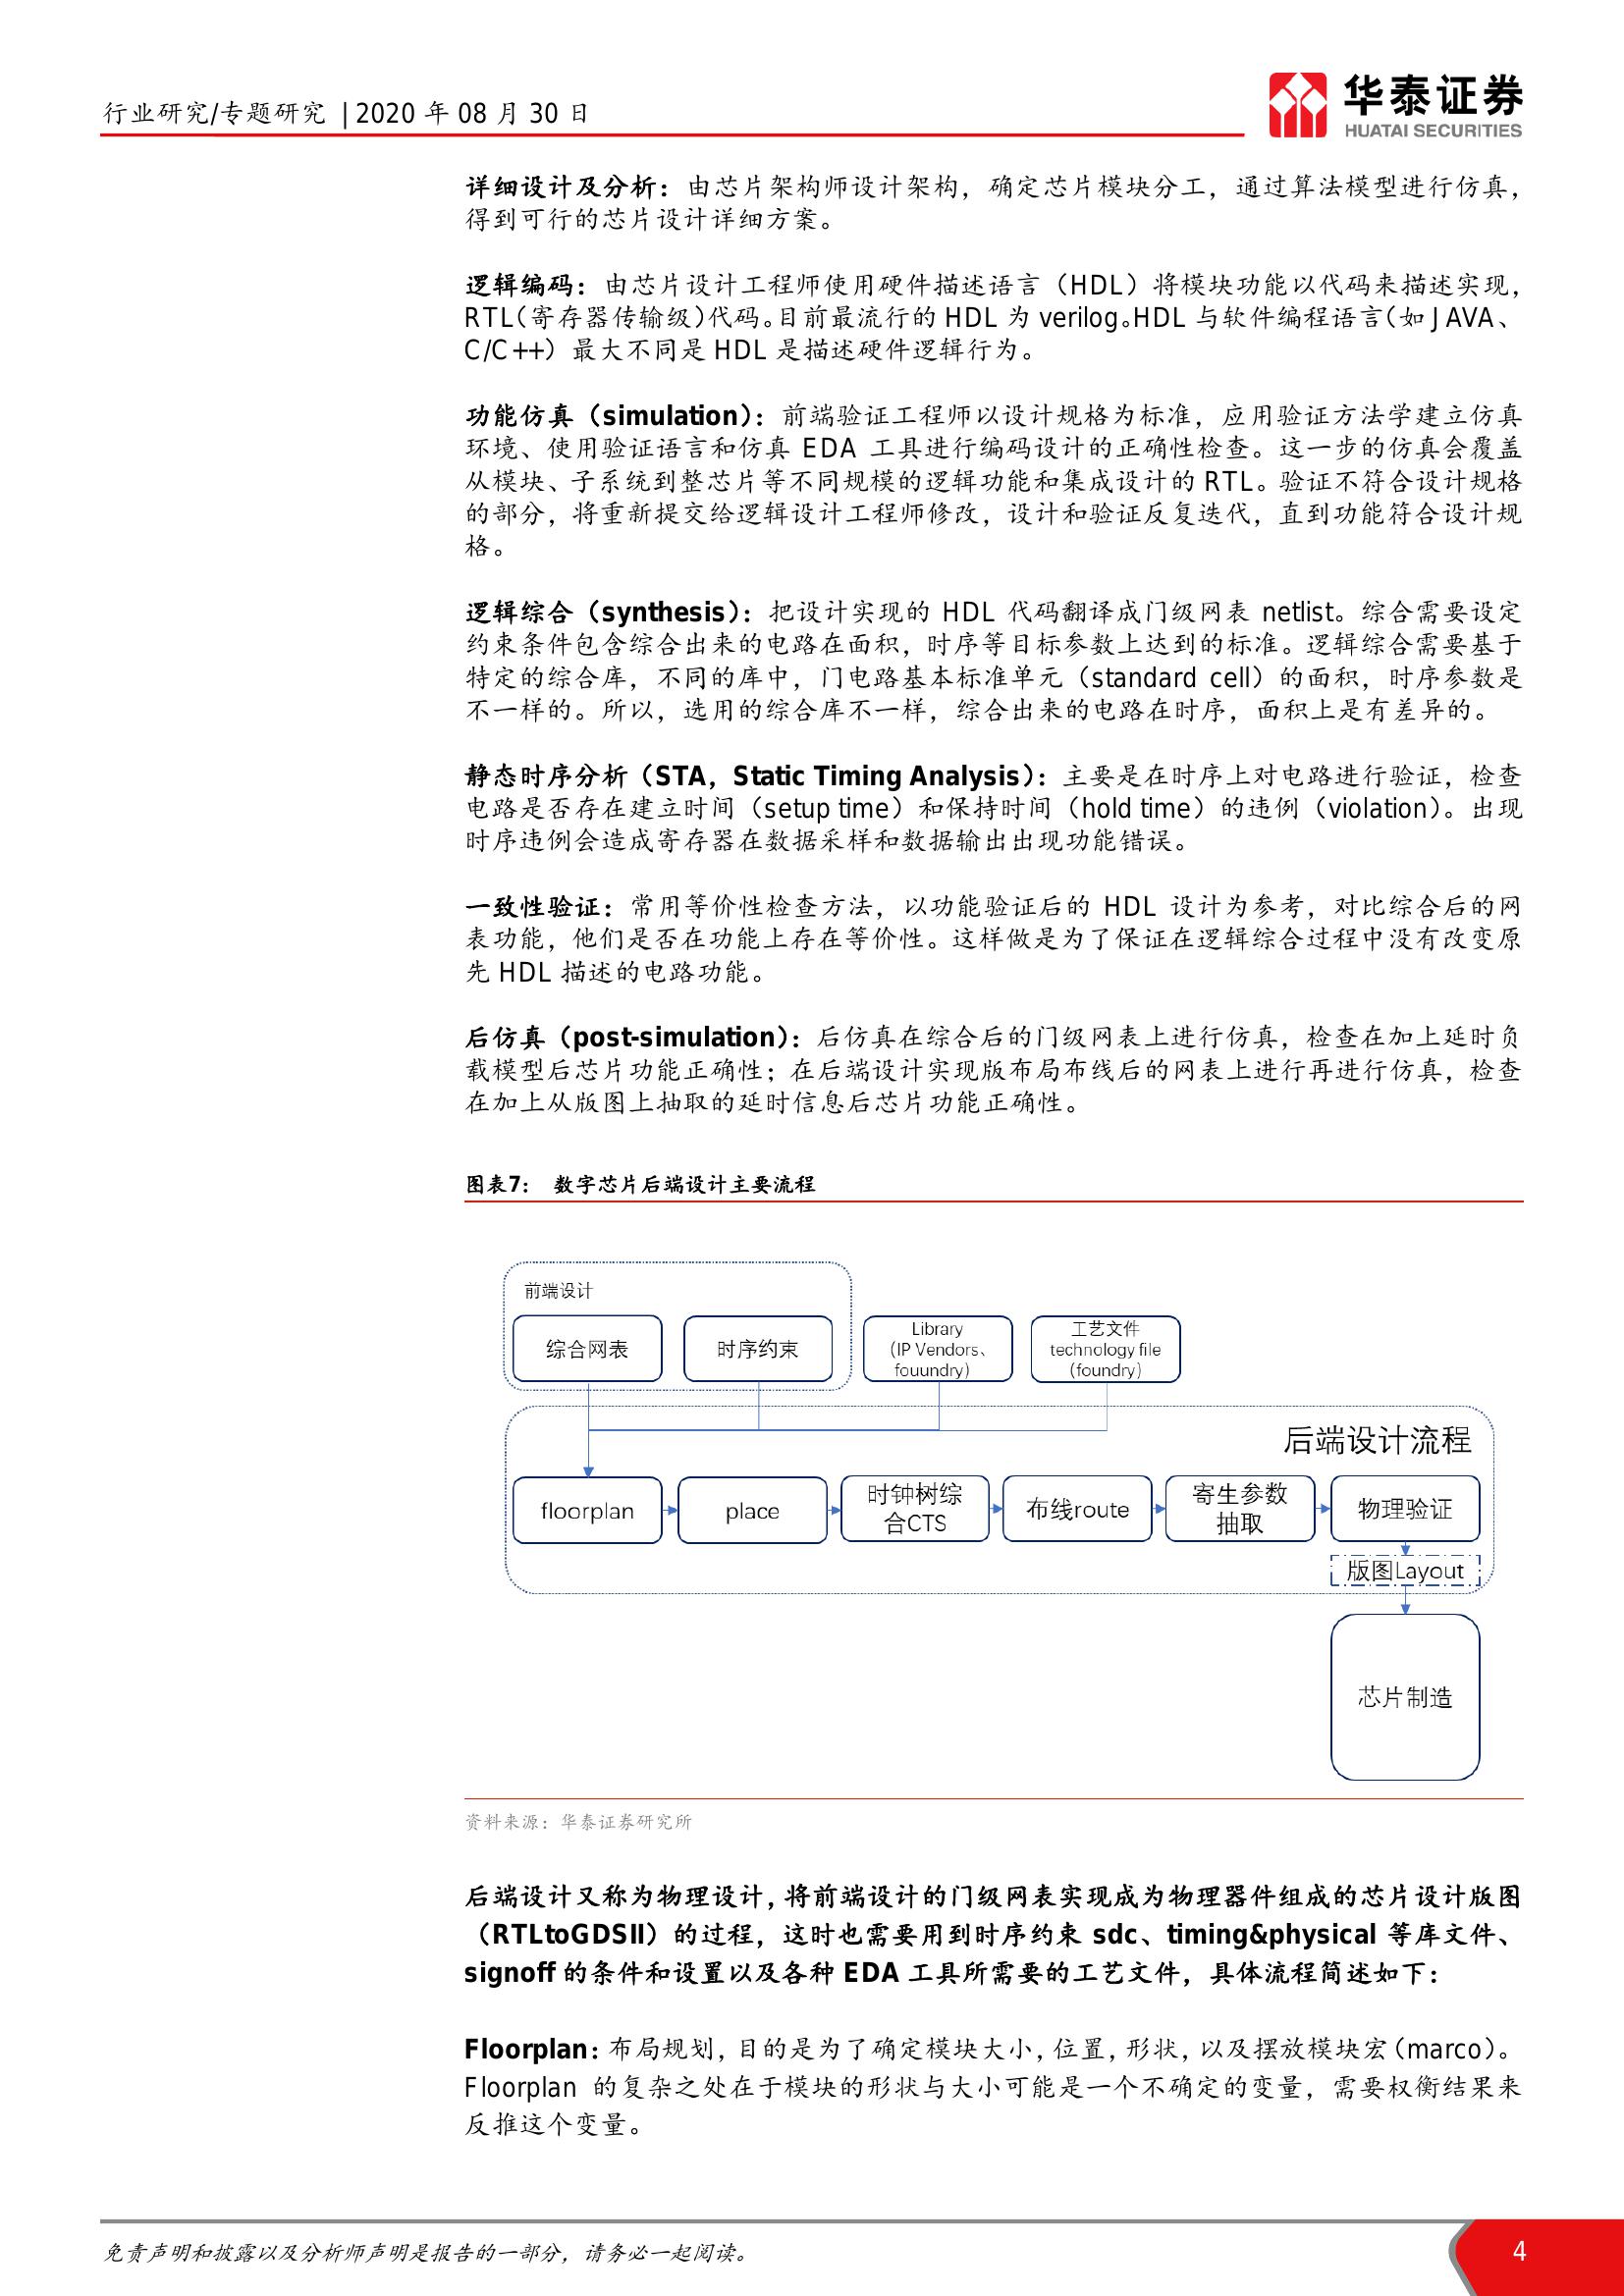 行业研究/专题研究 | 2020 年 08 月 30 日
华泰证券
HUATAI SECURITIES
详细设计及分析：由芯片架构师设计架构，确定芯片模块分工，通过算法模型进行仿真，
得到可行的芯片设计详细方案。
逻辑编码：由芯片设计工程师使用硬件描述语言（HDL）将模块功能以代码来描述实现，
RTL（寄存器传输级）代码。目前最流行的 HDL 为 verilog。HDL 与软件编程语言（如 JAVA、
C/C++）最大不同是 HDL 是描述硬件逻辑行为。
功能仿真（simulation）：前端验证工程师以设计规格为标准，应用验证方法学建立仿真
环境、使用验证语言和仿真 EDA 工具进行编码设计的正确性检查。这一步的仿真会覆盖
从模块、子系统到整芯片等不同规模的逻辑功能和集成设计的 RTL。验证不符合设计规格
的部分，将重新提交给逻辑设计工程师修改，设计和验证反复迭代，直到功能符合设计规
格。
逻辑综合（synthesis）：把设计实现的 HDL 代码翻译成门级网表 netlist。综合需要设定
约束条件包含综合出来的电路在面积，时序等目标参数上达到的标准。逻辑综合需要基于
特定的综合库，不同的库中，门电路基本标准单元（standard cell）的面积，时序参数是
不一样的。所以，选用的综合库不一样，综合出来的电路在时序，面积上是有差异的。
静态时序分析（STA，Static Timing Analysis）：主要是在时序上对电路进行验证，检查
电路是否存在建立时间（setup time）和保持时间（hold time）的违例（violation）。出现
时序违例会造成寄存器在数据采样和数据输出出现功能错误。
一致性验证：常用等价性检查方法，以功能验证后的 HDL 设计为参考，对比综合后的网
表功能，他们是否在功能上存在等价性。这样做是为了保证在逻辑综合过程中没有改变原
先 HDL 描述的电路功能。
后仿真（post-simulation）：后仿真在综合后的门级网表上进行仿真，检查在加上延时负
载模型后芯片功能正确性；在后端设计实现版布局布线后的网表上进行再进行仿真，检查
在加上从版图上抽取的延时信息后芯片功能正确性。
图表7： 数字芯片后端设计主要流程
前端设计
综合网表
时序约束
Library
（IP Vendors、
fouundry）
工艺文件
technology file
（foundry）
后端设计流程
floorplan
place
时钟树综
合CTS
布线route
寄生参数
抽取
物理验证
版图Layout
芯片制造
资料来源：华泰证券研究所
后端设计又称为物理设计，将前端设计的门级网表实现成为物理器件组成的芯片设计版图
（RTLtoGDSII）的过程，这时也需要用到时序约束 sdc、timing&physical 等库文件、
signoff 的条件和设置以及各种 EDA 工具所需要的工艺文件，具体流程简述如下：
Floorplan：布局规划，目的是为了确定模块大小，位置，形状，以及摆放模块宏（marco）。
Floorplan 的复杂之处在于模块的形状与大小可能是一个不确定的变量，需要权衡结果来
反推这个变量。
免责声明和披露以及分析师声明是报告的一部分，请务必一起阅读。
4